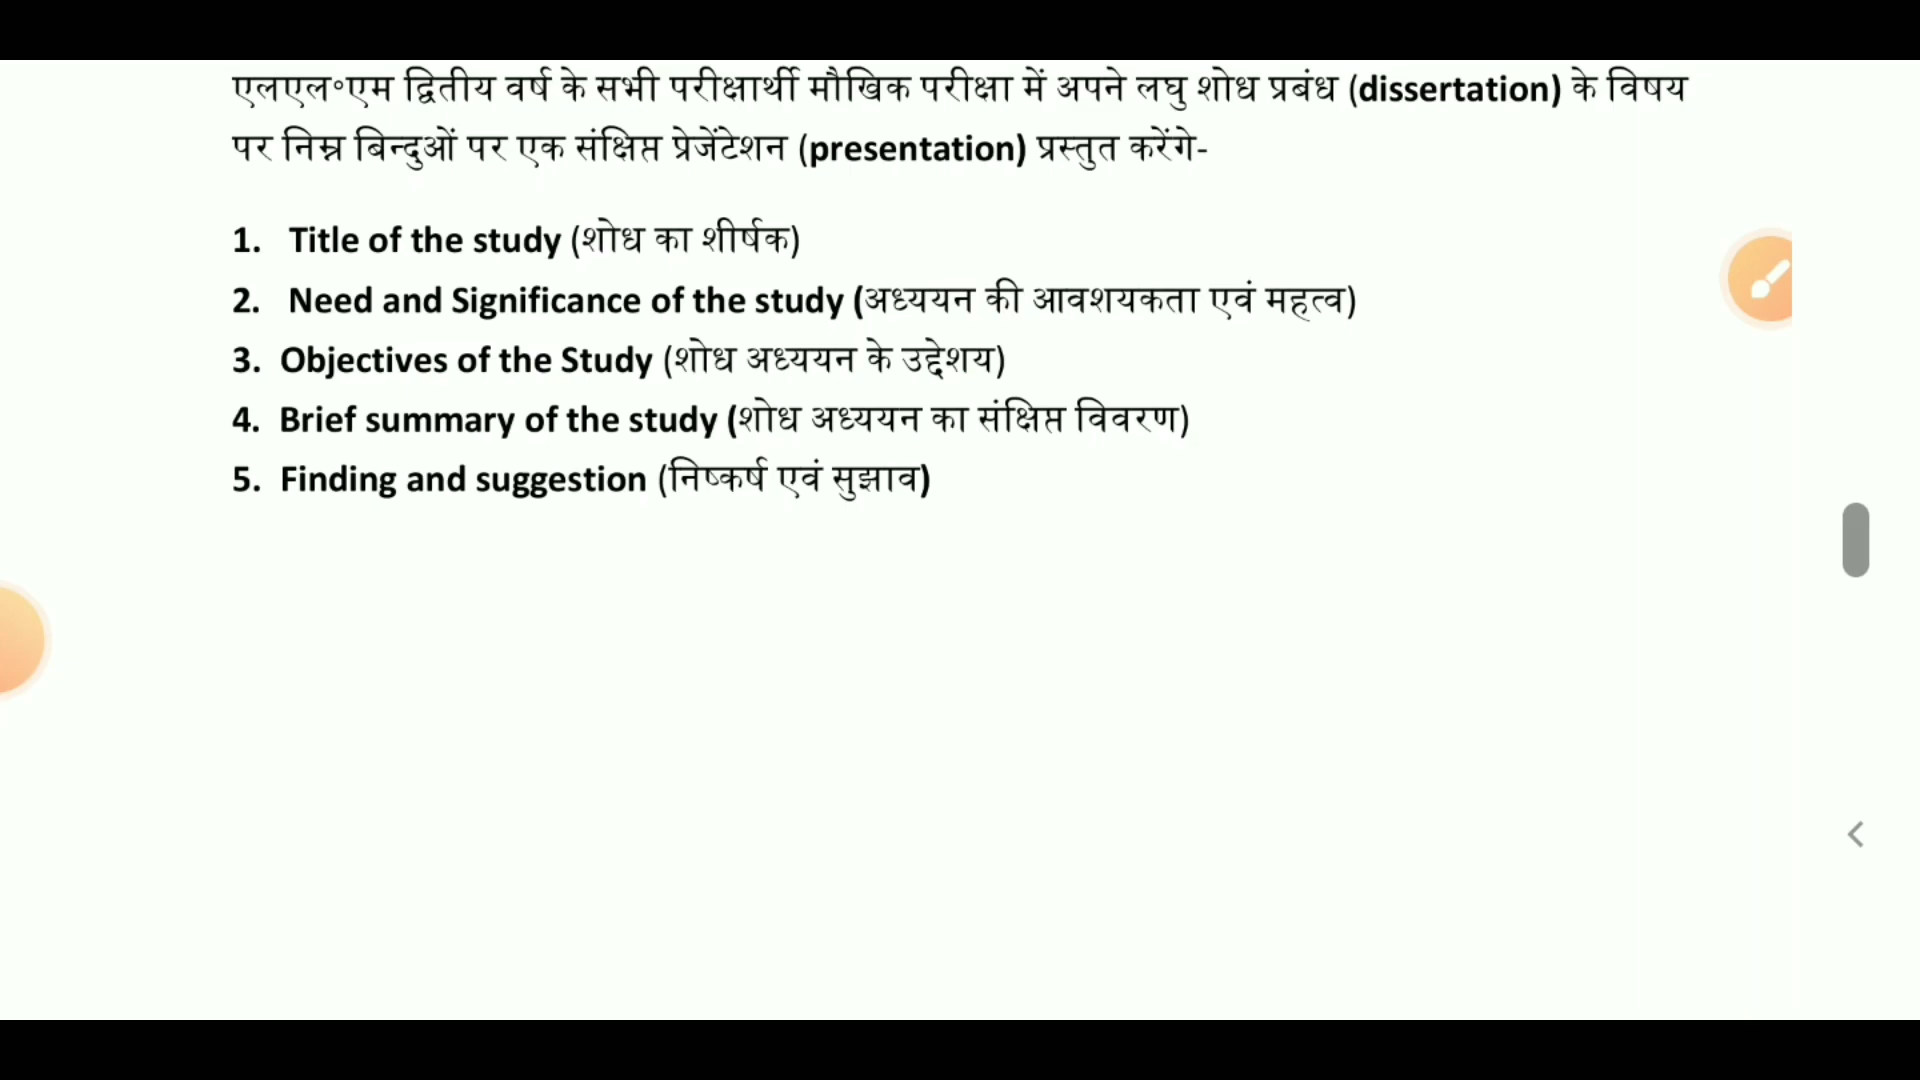 एलएल॰एम द्वितीय वर्ष के सभी परीक्षार्थी मौखिक परीक्षा में अपने लघु शोध प्रबंध (dissertation) के विषय
पर निम्न बिन्दुओं पर एक संक्षिप्त प्रेजेंटेशन (presentation) प्रस्तुत करेंगे-
1. Title of the study (शोध का शीर्षक)
2. Need and Significance of the study (अध्ययन की आवशयकता एवं महत्व)
3. Objectives of the Study (शोध अध्ययन के उद्देशय)
4. Brief summary of the study (शोध अध्ययन का संक्षिप्त विवरण)
5. Finding and suggestion (निष्कर्ष एवं सुझाव)